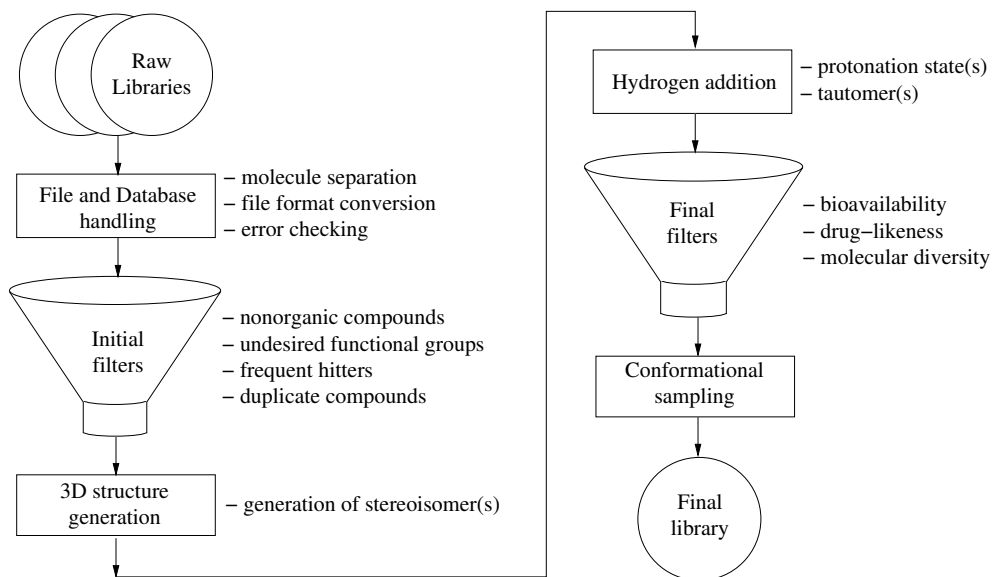 Raw
Libraries
File and Database
handling
– molecule separation
– file format conversion
– error checking
Initial
filters
– nonorganic compounds
– undesired functional groups
– frequent hitters
– duplicate compounds
3D structure
generation
– generation of stereoisomer(s)
Hydrogen addition
– protonation state(s)
– tautomer(s)
Final
filters
– bioavailability
– drug–likeness
– molecular diversity
Conformational
sampling
Final
library